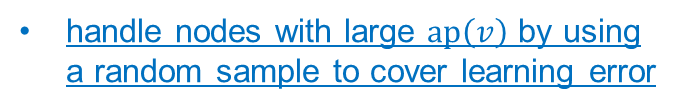 • handle nodes with large ap(v) by using
a random sample to cover learning error